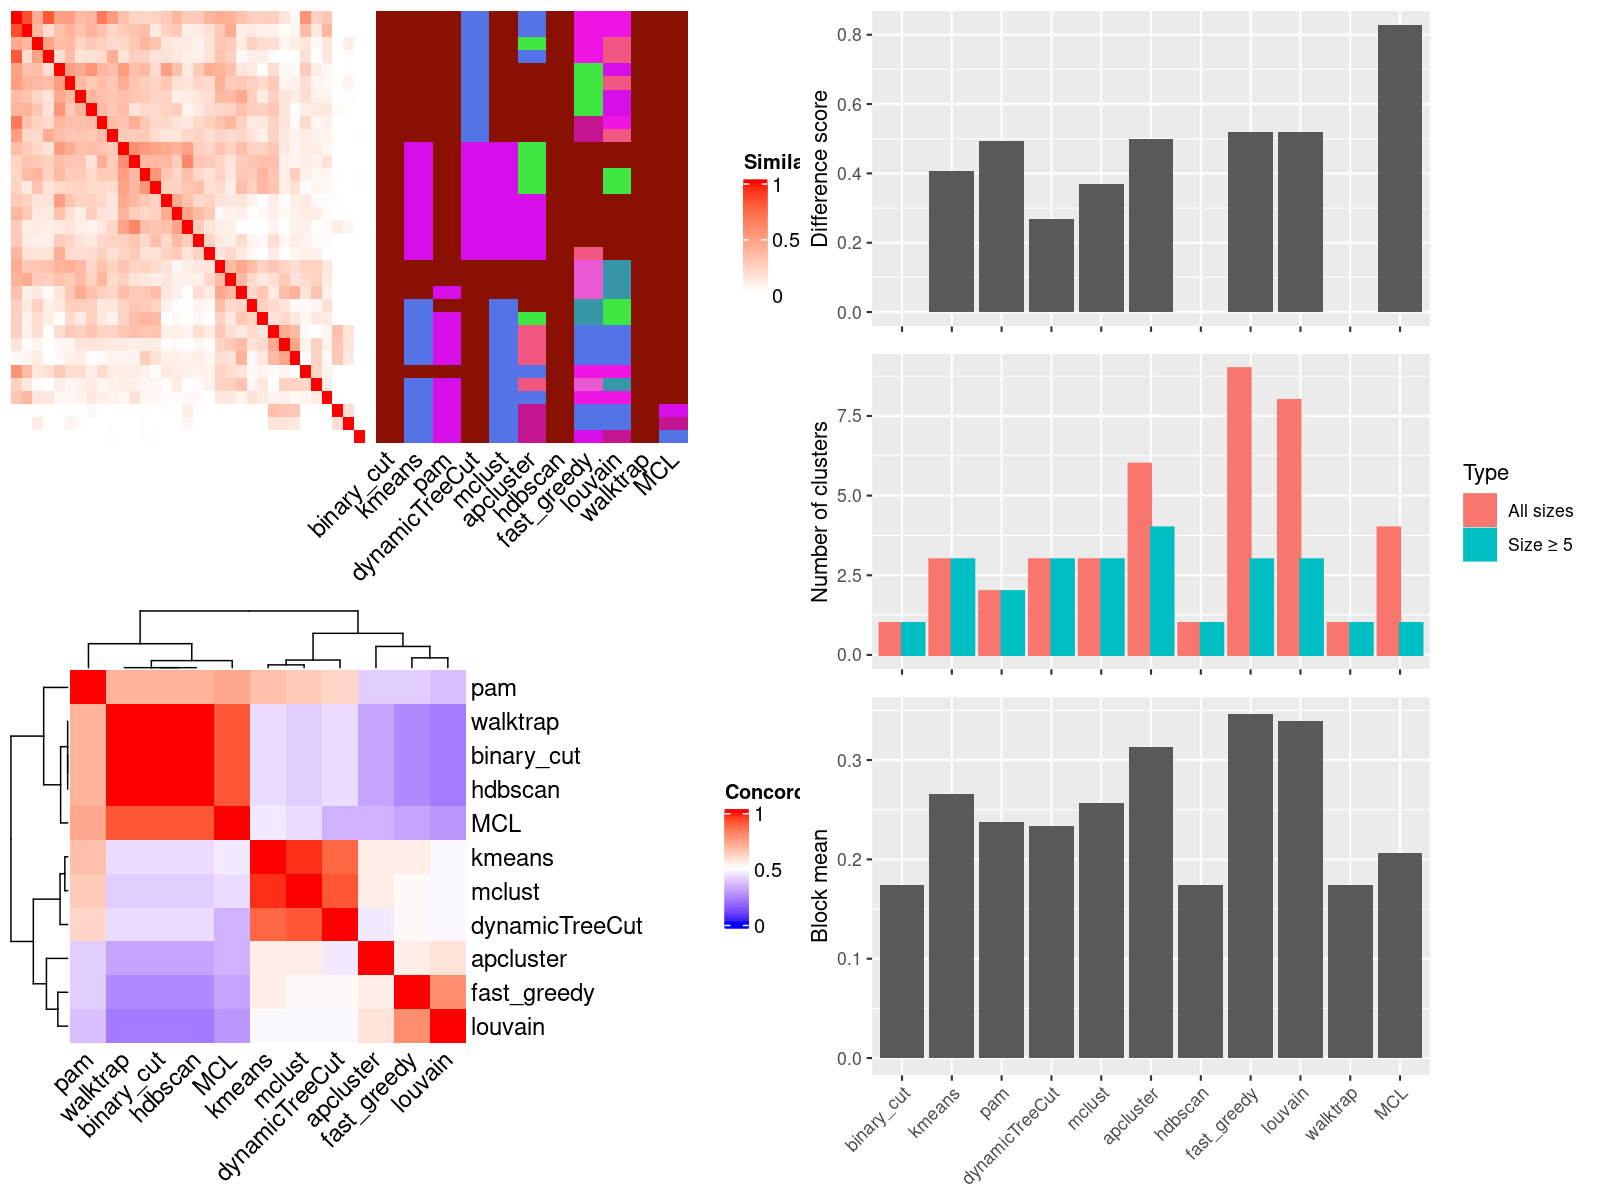 Simila
1
0.5
0
binary_cut
kmeans
pam
dynamicTreeCut
mclust
apcluster
hdbscan
fast_greedy
louvain
walktrap
MCL
Difference score
0.8
0.6
0.4
0.2
0.0
Number of clusters
7.5
5.0
2.5
0.0
Type
All sizes
Size ≥ 5
pam
walktrap
binary_cut
hdbscan
MCL
kmeans
mclust
dynamicTreeCut
apcluster
fast_greedy
louvain
pam
walktrap
binary_cut
hdbscan
MCL
kmeans
mclust
dynamicTreeCut
apcluster
fast_greedy
louvain
Concord
1
0.5
0
Block mean
0.3
0.2
0.1
0.0
binary_cut
kmeans
pam
dynamicTreeCut
mclust
apcluster
hdbscan
fast_greedy
louvain
walktrap
MCL